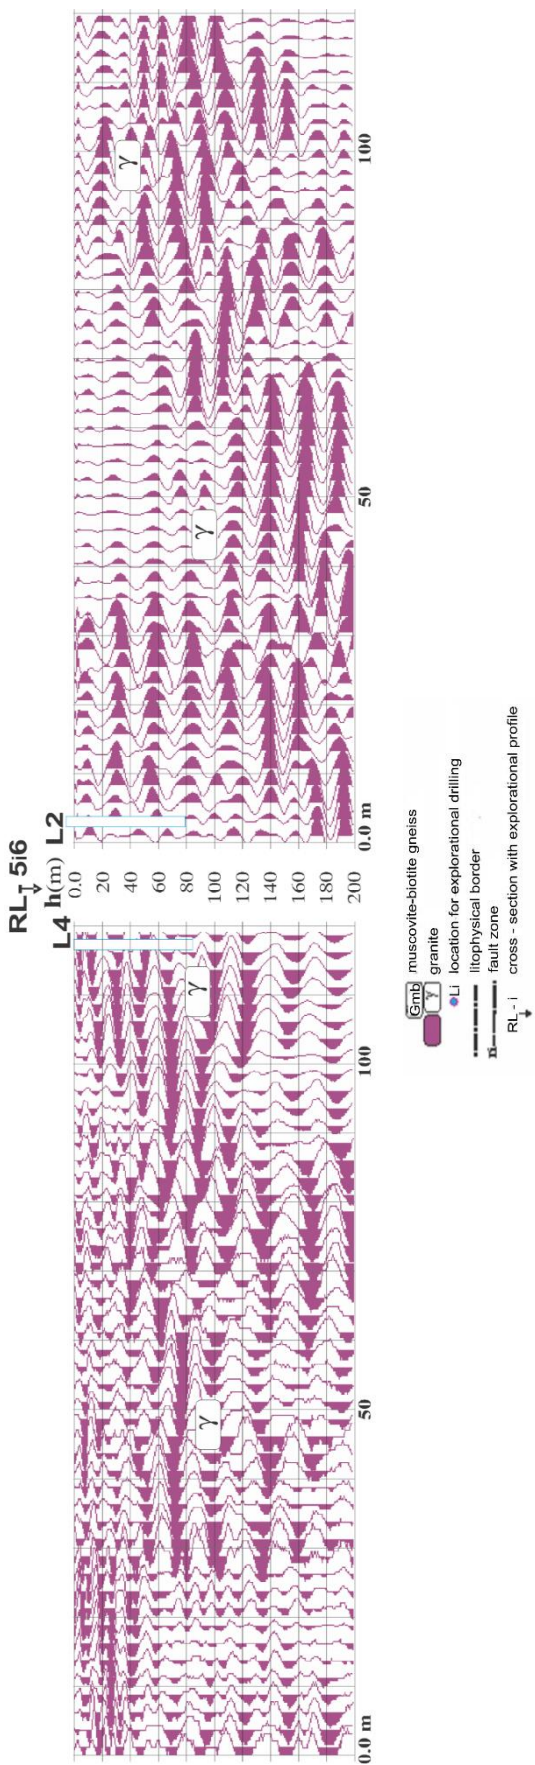 RL- 5i6
L4 h(m) L2
0.0
20
40
60
80
100
120
140
160
180
200
γ
γ
0.0 m
50
100
γ
γ
0.0 m
50
100
Gmb muscovite-biotite gneiss
γ granite
Li location for explorational drilling
litophysical border
fault zone
RL - i cross - section with explorational profile